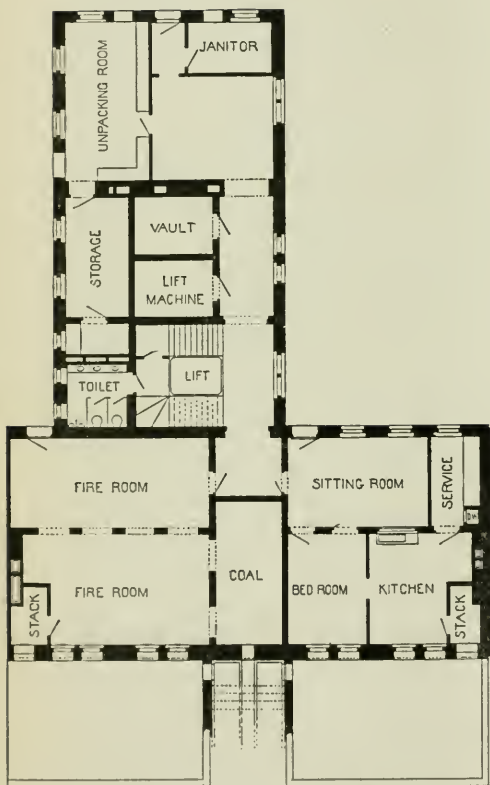 JANITOR
UNPACKING ROOM
VAULT
STORAGE
LIFT
MACHINE
LIFT
TOILET
FIRE ROOM
SITTING ROOM
SERVICE
DW
FIRE ROOM
COAL
BED ROOM
KITCHEN
STACK
STACK